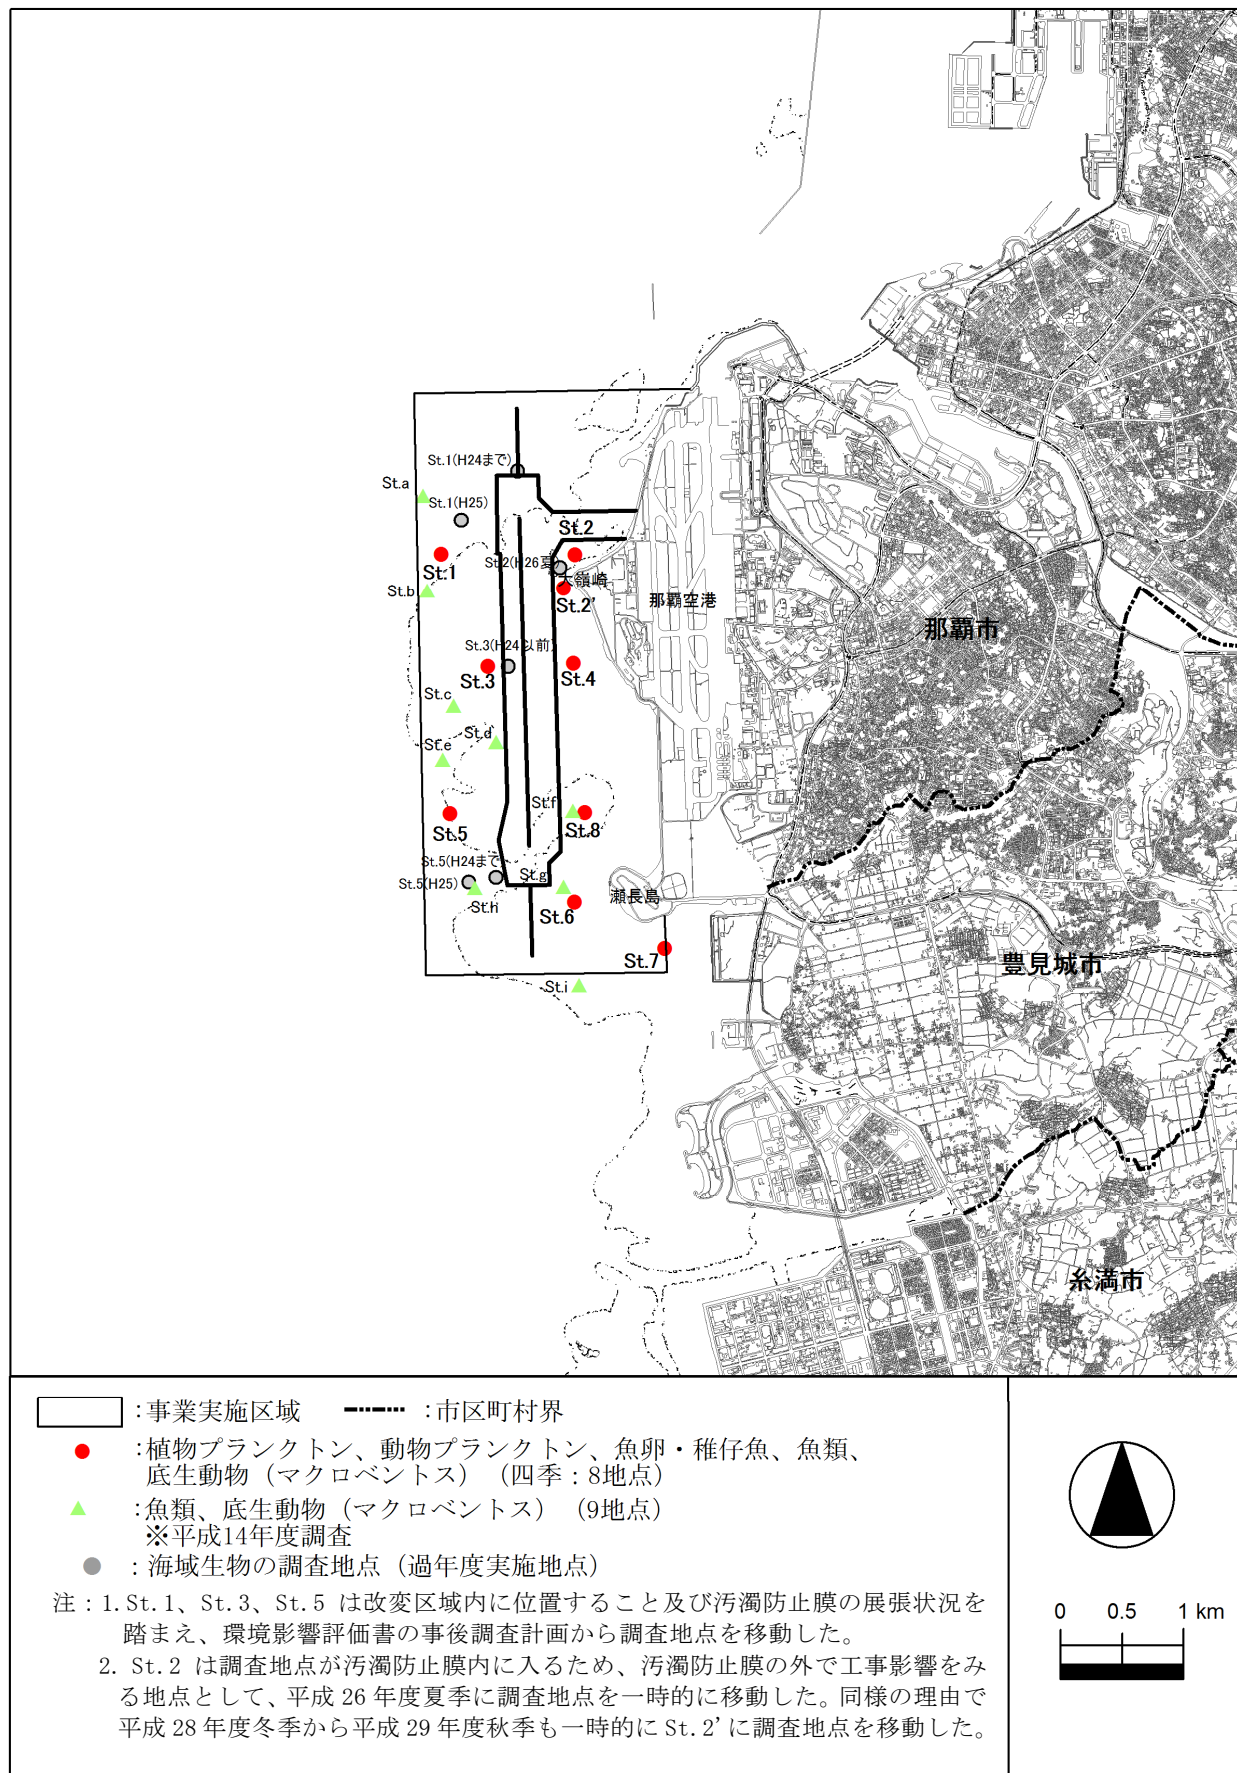 St.1(H24まで)
St.a
St.1(H25)
St.2
St.1
St.2(H26夏)
大嶺崎
St.b
St.2'
那覇空港
那覇市
St.3(H24以前)
St.3
St.4
St.c
St.d
St.e
St.f
St.5
St.8
St.5(H24まで
St.g
St.5(H25)
St.h
瀬長島
St.6
St.7
豊見城市
St.i
糸満市
:事業実施区域
:市区町村界
:植物プランクトン、動物プランクトン、魚卵・稚仔魚、魚類、
底生動物（マクロベントス）（四季：8地点）
:魚類、底生動物（マクロベントス）（9地点）
※平成14年度調査
：海域生物の調査地点（過年度実施地点）
注：1. St.1、St.3、St.5 は改変区域内に位置すること及び汚濁防止膜の展張状況を
踏まえ、環境影響評価書の事後調査計画から調査地点を移動した。
2. St.2 は調査地点が汚濁防止膜内に入るため、汚濁防止膜の外で工事影響をみ
る地点として、平成 26 年度夏季に調査地点を一時的に移動した。同様の理由で
平成 28 年度冬季から平成 29 年度秋季も一時的に St.2’に調査地点を移動した。
0 0.5 1 km